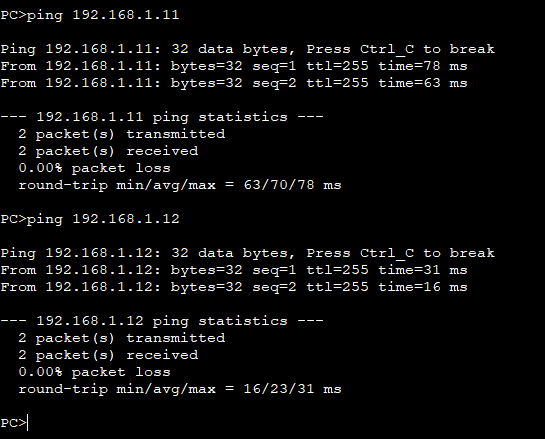 PC>ping 192.168.1.11
Ping 192.168.1.11: 32 data bytes, Press Ctrl_C to break
From 192.168.1.11: bytes=32 seq=1 ttl=255 time=78 ms
From 192.168.1.11: bytes=32 seq=2 ttl=255 time=63 ms
--- 192.168.1.11 ping statistics ---
2 packet(s) transmitted
2 packet(s) received
0.00% packet loss
round-trip min/avg/max = 63/70/78 ms
PC>ping 192.168.1.12
Ping 192.168.1.12: 32 data bytes, Press Ctrl_C to break
From 192.168.1.12: bytes=32 seq=1 ttl=255 time=31 ms
From 192.168.1.12: bytes=32 seq=2 ttl=255 time=16 ms
--- 192.168.1.12 ping statistics ---
2 packet(s) transmitted
2 packet(s) received
0.00% packet loss
round-trip min/avg/max = 16/23/31 ms
PC>